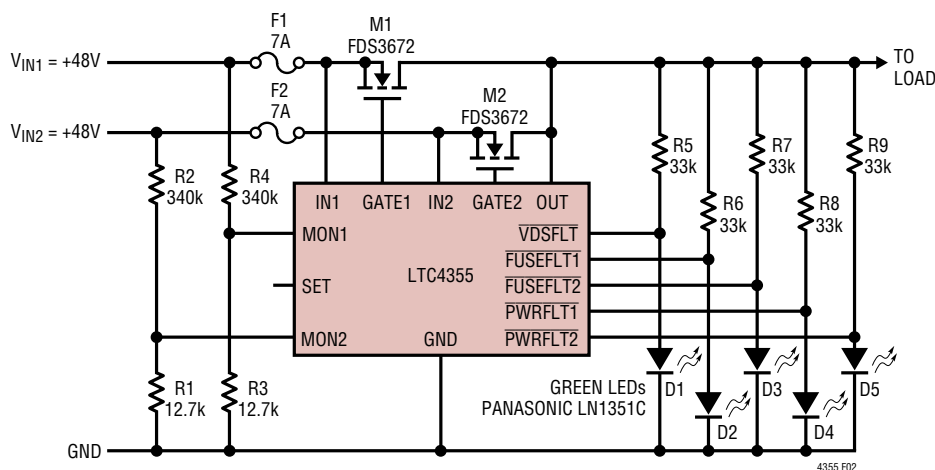 F1
7A
M1
FDS3672
VIN1 = +48V
TO
LOAD
F2
7A
M2
FDS3672
VIN2 = +48V
R2
340k
R4
340k
R5
33k
R7
33k
R9
33k
R6
33k
R8
33k
IN1 GATE1 IN2 GATE2 OUT
MON1
VDSFLT
FUSEFLT1
LTC4355
SET
FUSEFLT2
PWRFLT1
MON2
GND
PWRFLT2
R1
12.7k
R3
12.7k
GREEN LEDs
PANASONIC LN1351C
D1
D3
D5
D2
D4
GND
4355 F02